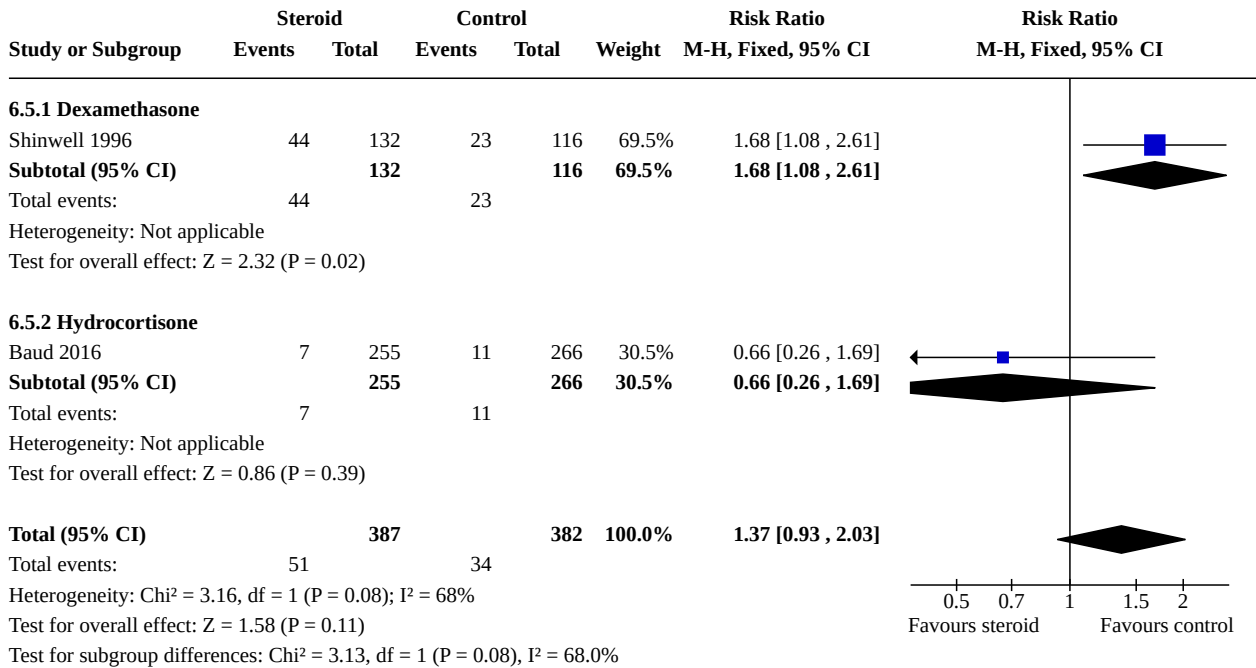 Steroid Control Risk Ratio Risk Ratio
Study or Subgroup Events Total Events Total Weight M-H, Fixed, 95% CI M-H, Fixed, 95% CI
6.5.1 Dexamethasone
Shinwell 1996 44 132 23 116 69.5% 1.68 [1.08 , 2.61]
Subtotal (95% CI) 132 116 69.5% 1.68 [1.08 , 2.61]
Total events: 44 23
Heterogeneity: Not applicable
Test for overall effect: Z = 2.32 (P = 0.02)
6.5.2 Hydrocortisone
Baud 2016 7 255 11 266 30.5% 0.66 [0.26 , 1.69]
Subtotal (95% CI) 255 266 30.5% 0.66 [0.26 , 1.69]
Total events: 7 11
Heterogeneity: Not applicable
Test for overall effect: Z = 0.86 (P = 0.39)
Total (95% CI) 387 382 100.0% 1.37 [0.93 , 2.03]
Total events: 51 34
Heterogeneity: Chi² = 3.16, df = 1 (P = 0.08); I² = 68%
Test for overall effect: Z = 1.58 (P = 0.11)
Test for subgroup differences: Chi² = 3.13, df = 1 (P = 0.08), I² = 68.0%
0.5 0.7 1 1.5 2
Favours steroid Favours control